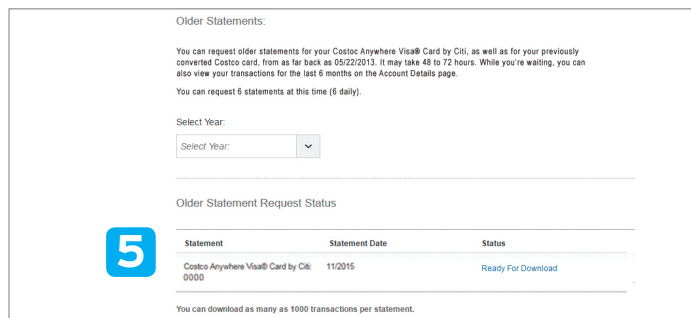 Older Statements:
You can request older statements for your Costoc Anywhere Visa® Card by Citi, as well as for your previously
converted Costco card, from as far back as 05/22/2013. It may take 48 to 72 hours. While you're waiting, you can
also view your transactions for the last 6 months on the Account Details page.
You can request 6 statements at this time (6 daily).
Select Year:
Select Year:
Older Statement Request Status
5
Statement Statement Date Status
Costco Anywhere Visa® Card by Citi: 11/2015 Ready For Download
0000
You can download as many as 1000 transactions per statement.